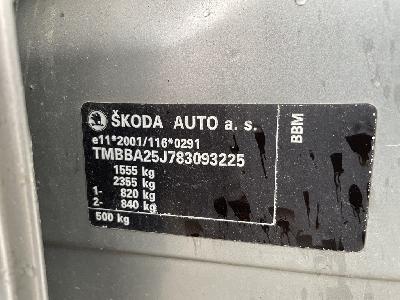 ŠKODA AUTO a. s.
e11*2001/116*0291
TMBBA25J783093225
1555 kg
2355 kg
1- 820 kg
2- 840 kg
500 kg
BBM